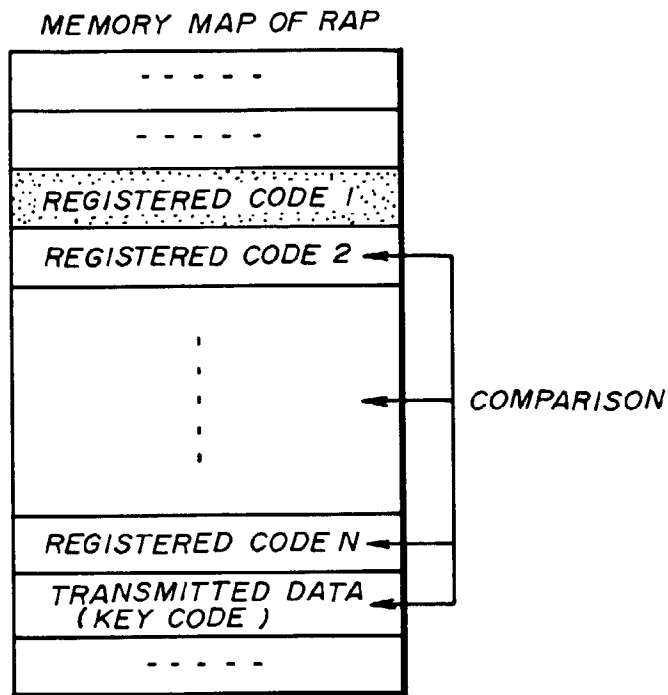 MEMORY MAP OF RAP
- - - - -
- - - - -
REGISTERED CODE 1
REGISTERED CODE 2
COMPARISON
REGISTERED CODE N
TRANSMITTED DATA
(KEY CODE)
- - - - -